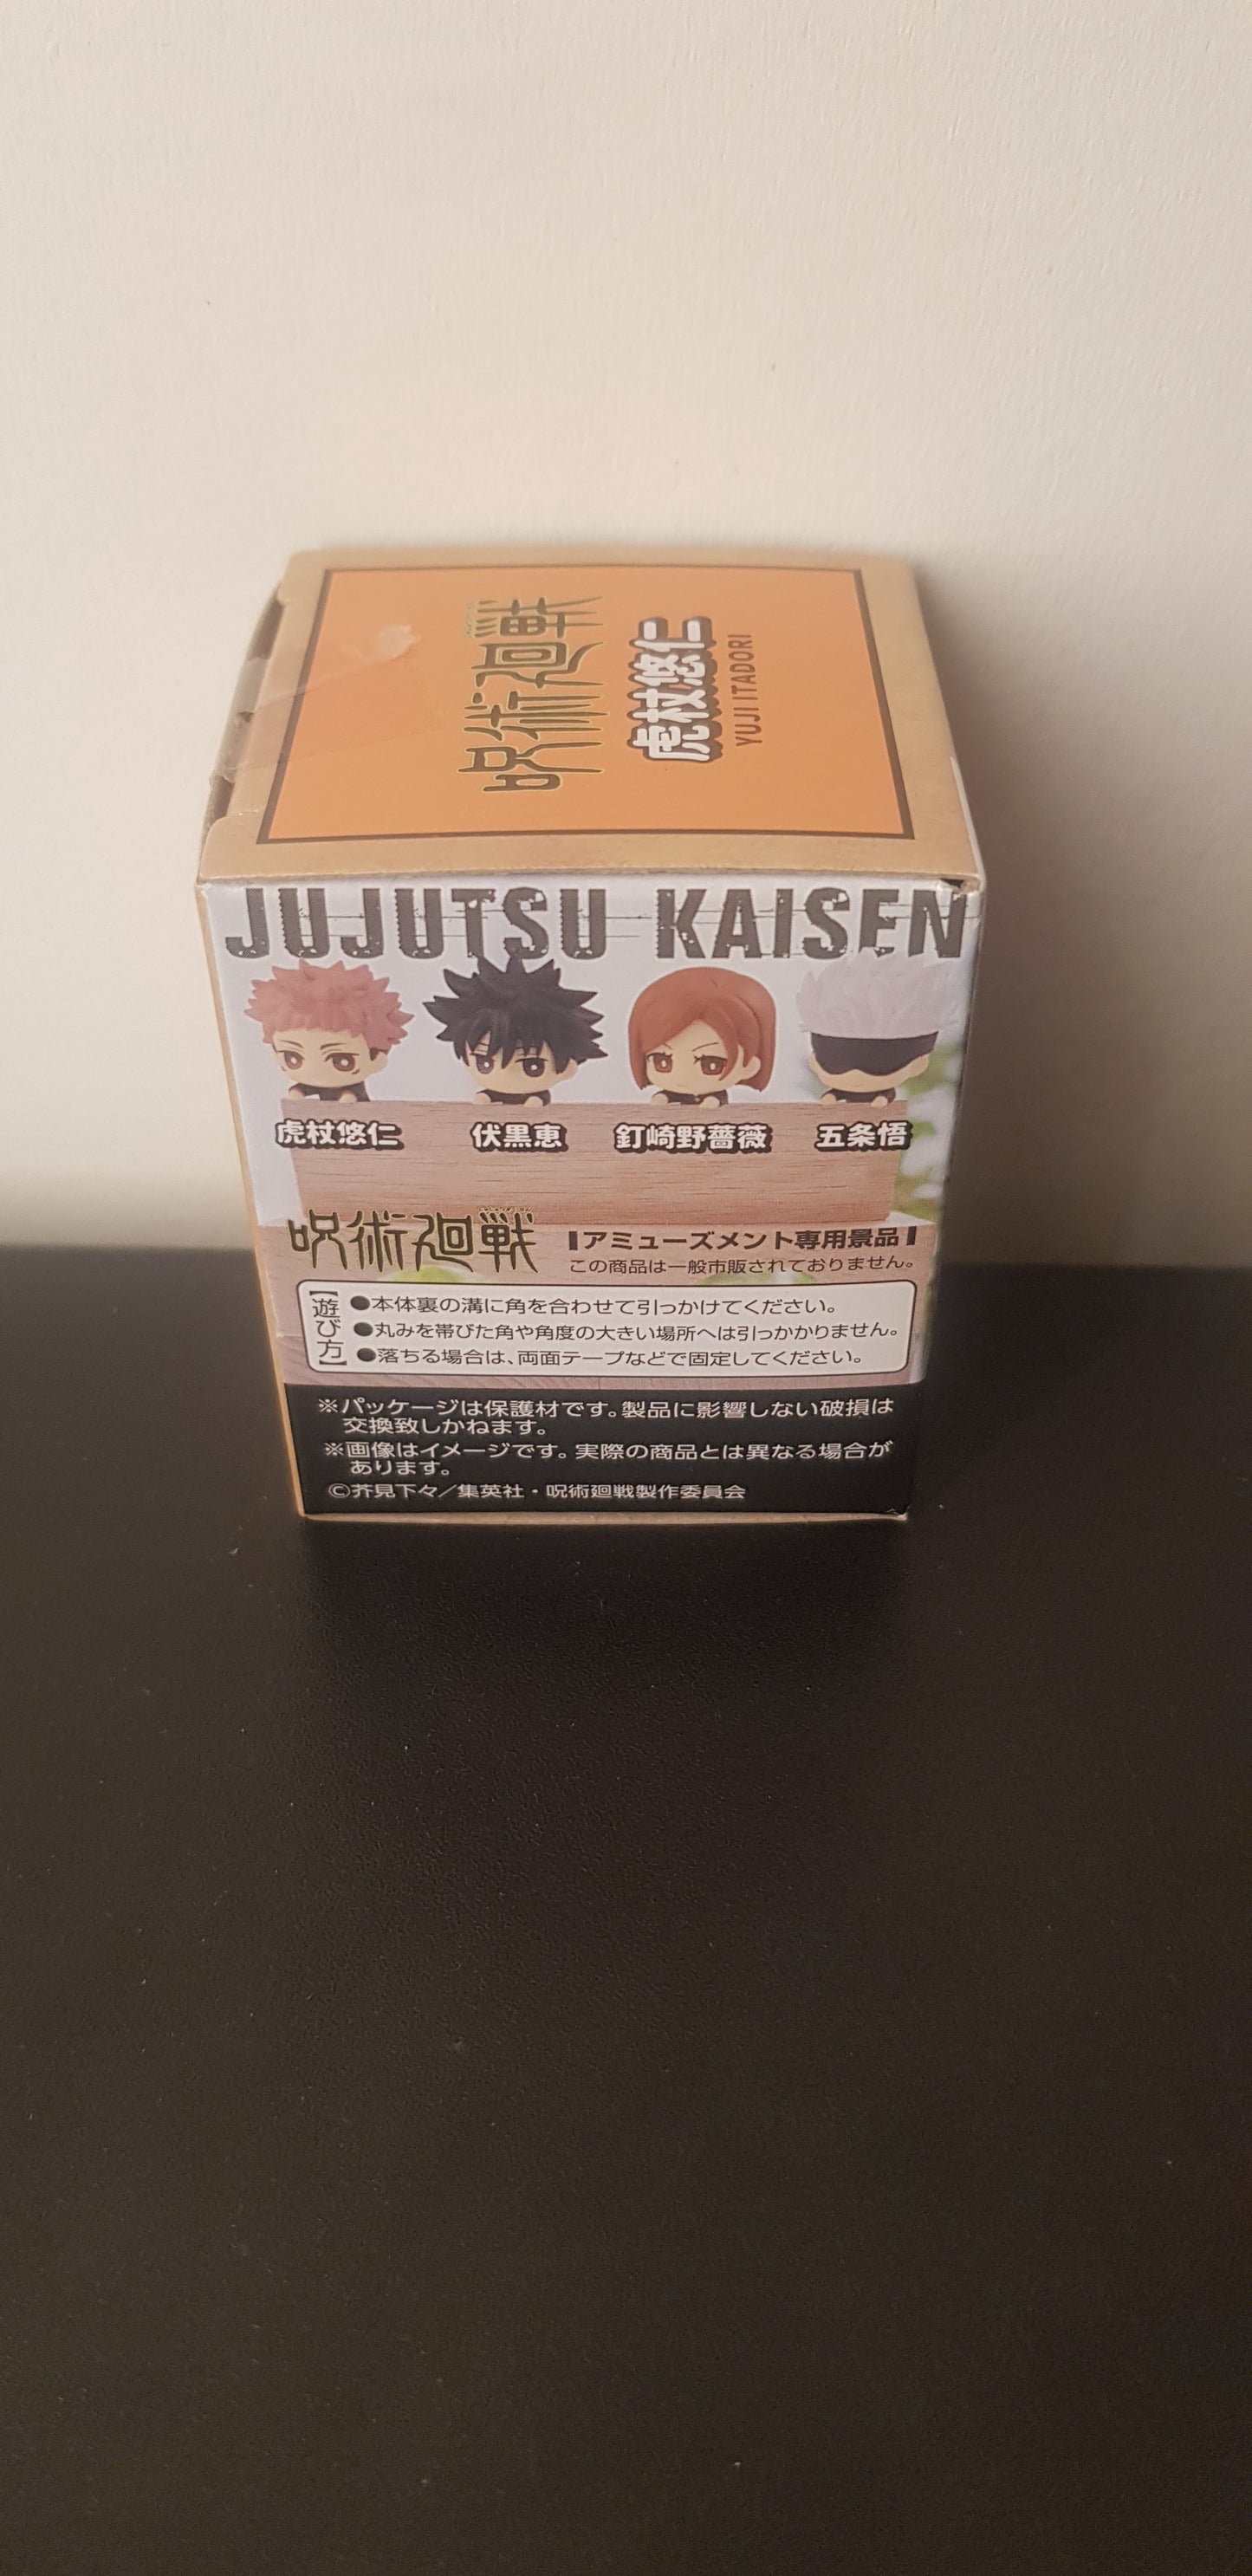 呪術廻戦
虎杖悠仁
YUJI ITADORI
JUJUTSU KAISEN
虎杖悠仁 伏黒恵 釘崎野薔薇 五条悟
呪術廻戦
アミューズメント専用景品
この商品は一般市販されておりません。
【遊び方】
●本体裏の溝に角を合わせて引っかけてください。
●丸みを帯びた角や角度の大きい場所へは引っかかりません。
●落ちる場合は、両面テープなどで固定してください。
※パッケージは保護材です。製品に影響しない破損は
交換致しかねます。
※画像はイメージです。実際の商品とは異なる場合が
あります。
©芥見下々／集英社・呪術廻戦製作委員会